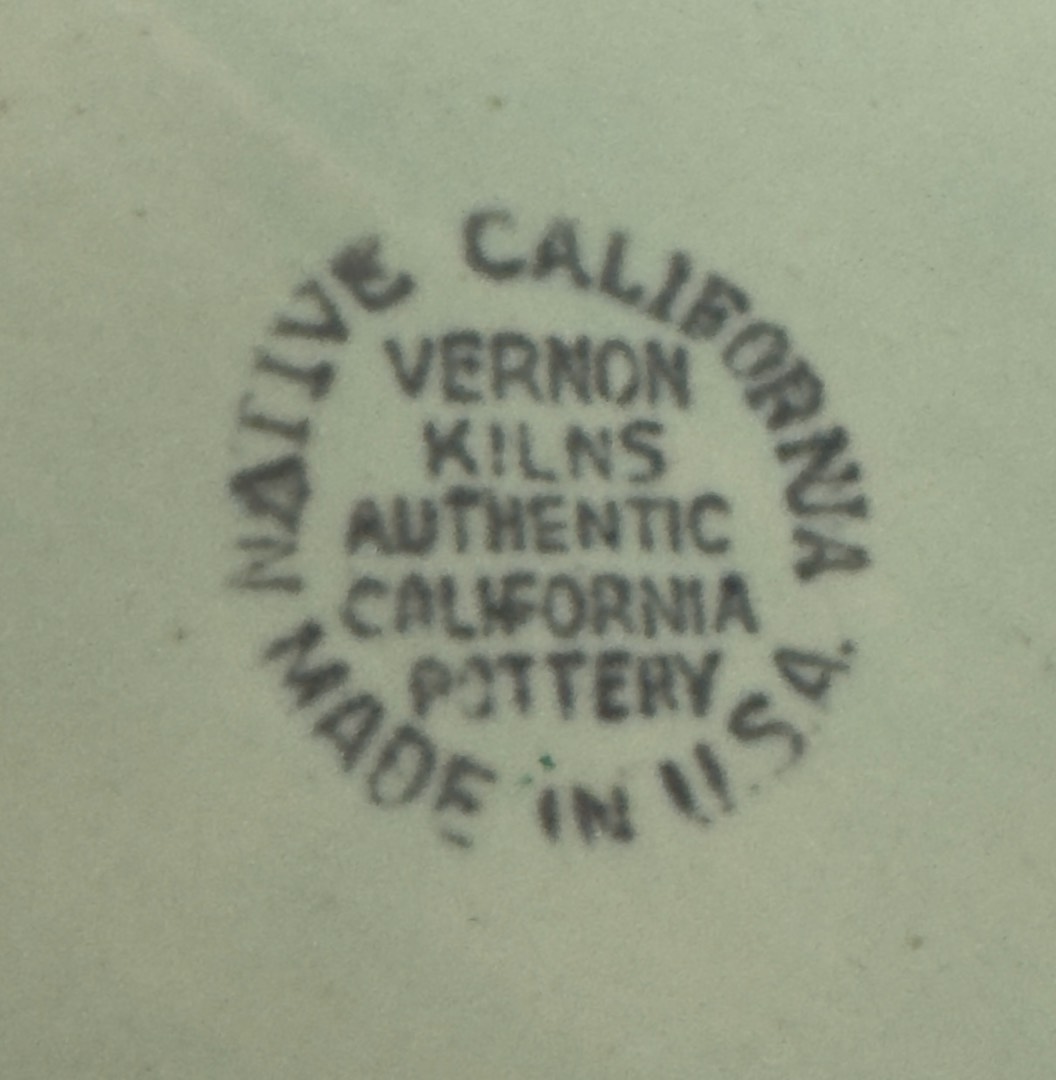 NATIVE CALIFORNIA
VERNON
KILNS
AUTHENTIC
CALIFORNIA
POTTERY
MADE IN U.S.A.